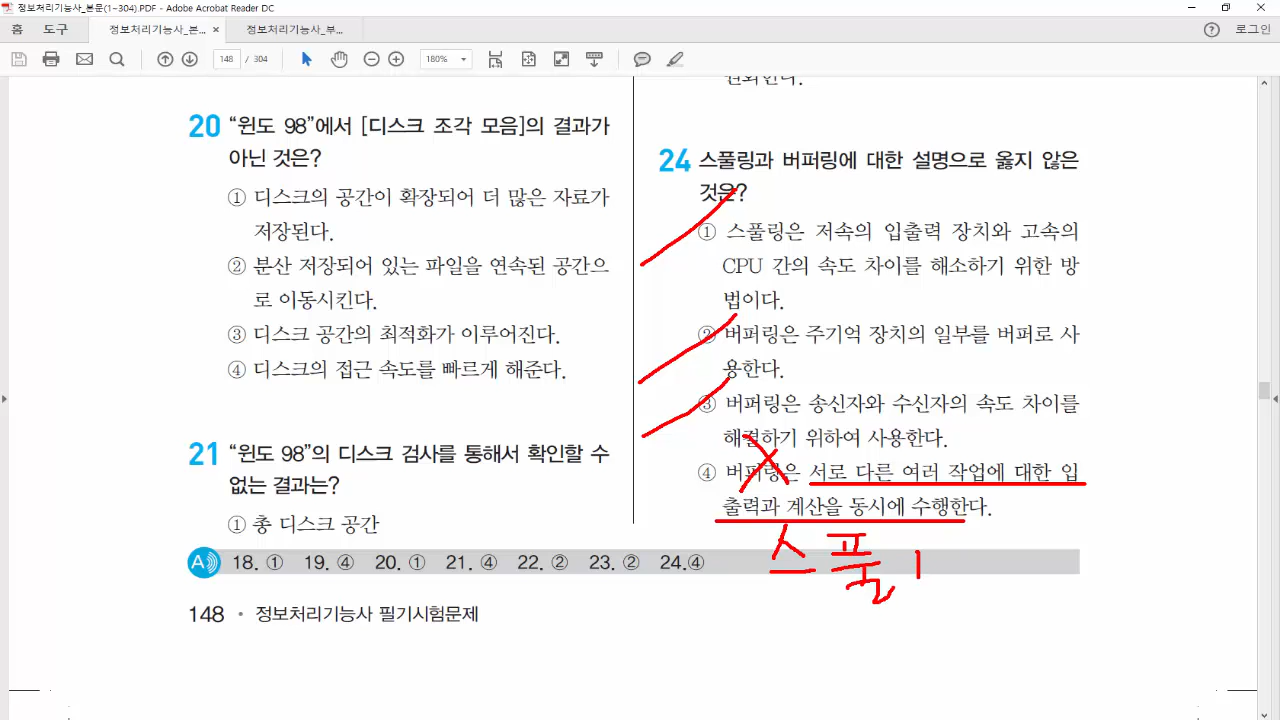 정보처리기능사_본문(1~304).PDF - Adobe Acrobat Reader DC
홈 도구 정보처리기능사_본... × 정보처리기능사_부... 로그인
148 / 304 180%
20 “윈도 98”에서 [디스크 조각 모음]의 결과가
아닌 것은?
① 디스크의 공간이 확장되어 더 많은 자료가
저장된다.
② 분산 저장되어 있는 파일을 연속된 공간으
로 이동시킨다.
③ 디스크 공간의 최적화가 이루어진다.
④ 디스크의 접근 속도를 빠르게 해준다.
21 “윈도 98”의 디스크 검사를 통해서 확인할 수
없는 결과는?
① 총 디스크 공간
24 스풀링과 버퍼링에 대한 설명으로 옳지 않은
것은?
① 스풀링은 저속의 입출력 장치와 고속의
CPU 간의 속도 차이를 해소하기 위한 방
법이다.
② 버퍼링은 주기억 장치의 일부를 버퍼로 사
용한다.
③ 버퍼링은 송신자와 수신자의 속도 차이를
해결하기 위하여 사용한다.
④ 버퍼링은 서로 다른 여러 작업에 대한 입
출력과 계산을 동시에 수행한다.
스풀
A 18. ① 19. ④ 20. ① 21. ④ 22. ② 23. ② 24.④
148 • 정보처리기능사 필기시험문제